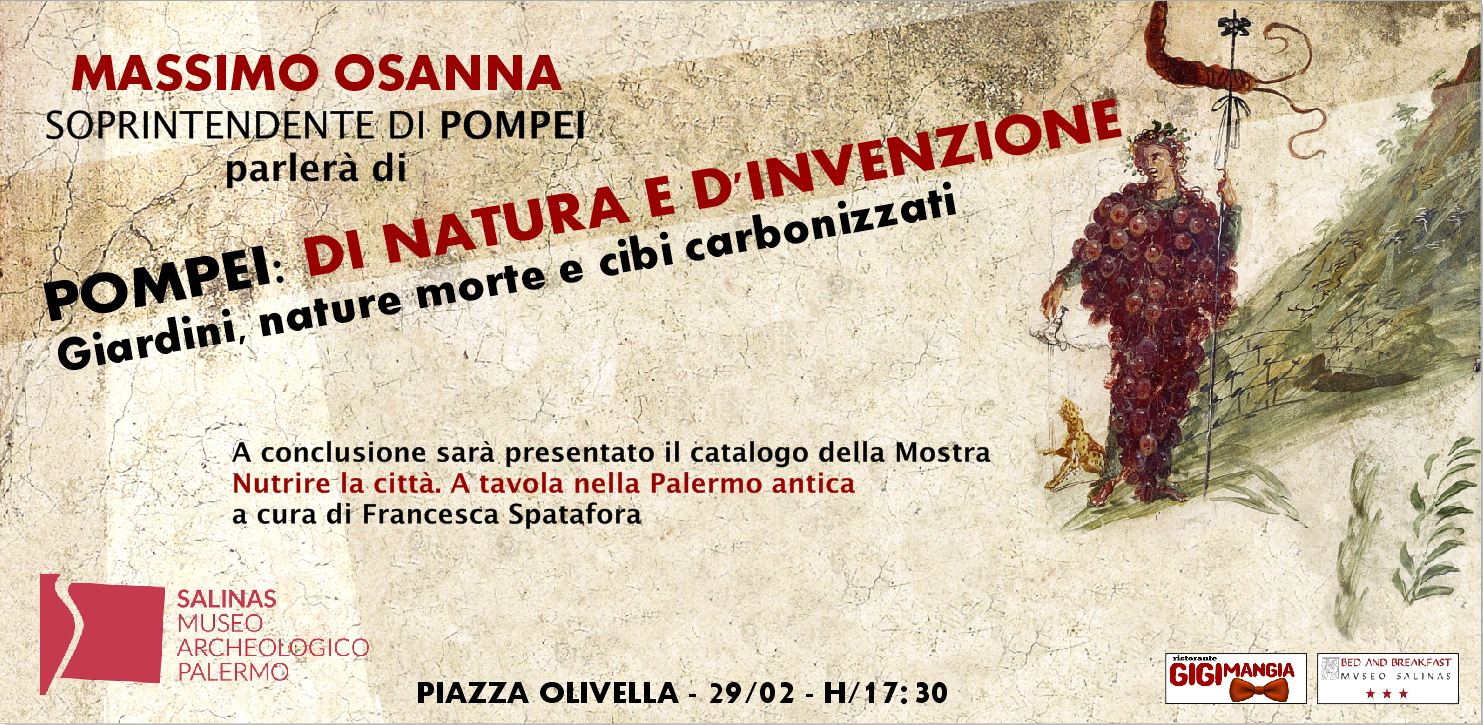 MASSIMO OSANNA
SOPRINTENDENTE DI POMPEI
parlerà di
POMPEI: DI NATURA E D'INVENZIONE
Giardini, nature morte e cibi carbonizzati
A conclusione sarà presentato il catalogo della Mostra
Nutrire la città. A tavola nella Palermo antica
a cura di Francesca Spatafora
SALINAS
MUSEO
ARCHEOLOGICO
PALERMO
PIAZZA OLIVELLA - 29/02 - H/17:30
ristorante
GIGIMANGIA
BED AND BREAKFAST
MUSEO SALINAS